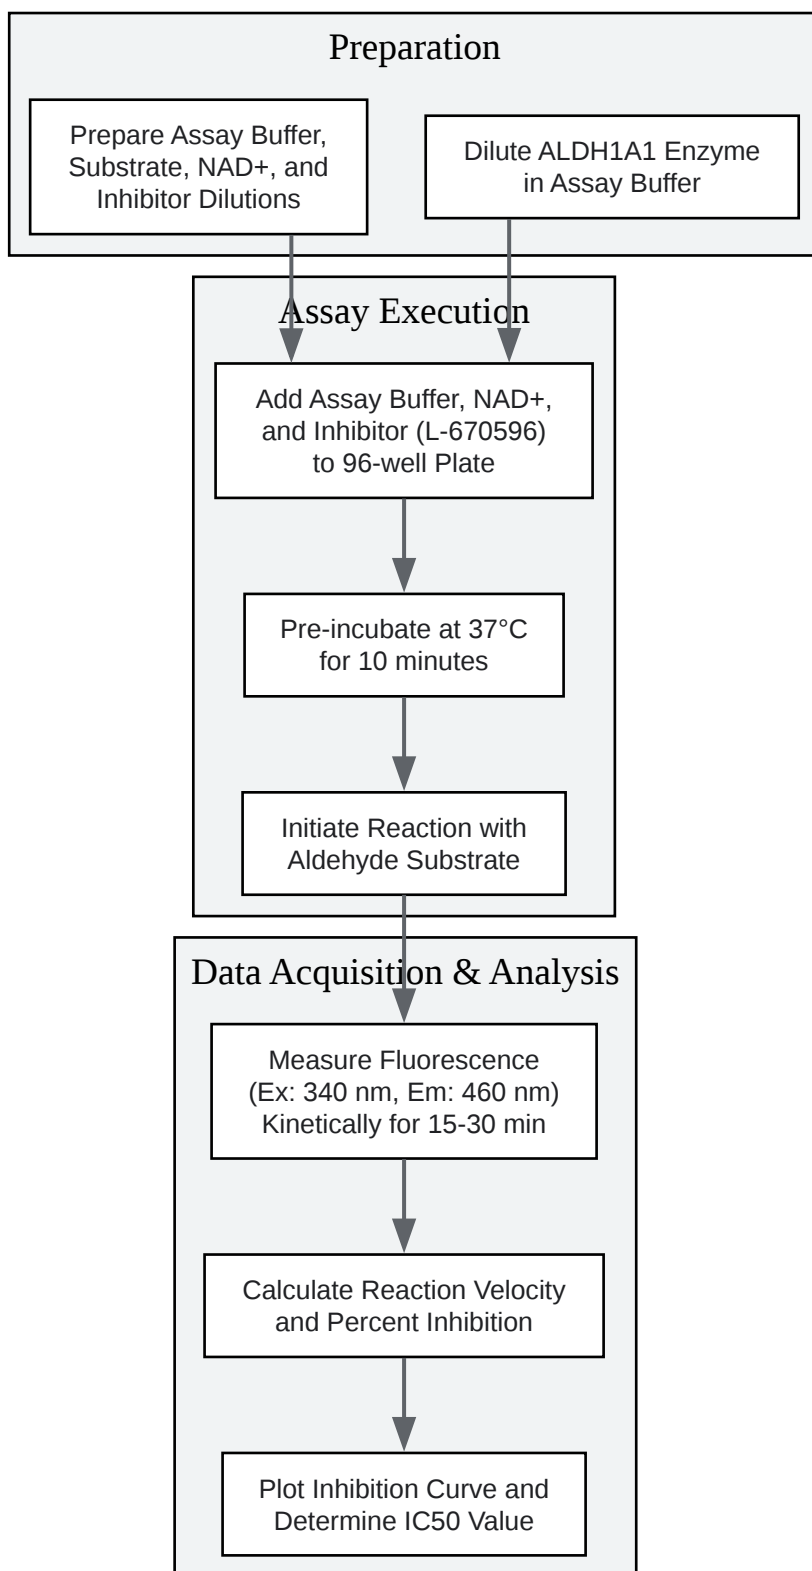 Preparation
Prepare Assay Buffer,
Substrate, NAD+, and
Inhibitor Dilutions
Dilute ALDH1A1 Enzyme
in Assay Buffer
Assay Execution
Add Assay Buffer, NAD+,
and Inhibitor (L-670596)
to 96-well Plate
Pre-incubate at 37°C
for 10 minutes
Initiate Reaction with
Aldehyde Substrate
Data Acquisition & Analysis
Measure Fluorescence
(Ex: 340 nm, Em: 460 nm)
Kinetically for 15-30 min
Calculate Reaction Velocity
and Percent Inhibition
Plot Inhibition Curve and
Determine IC50 Value